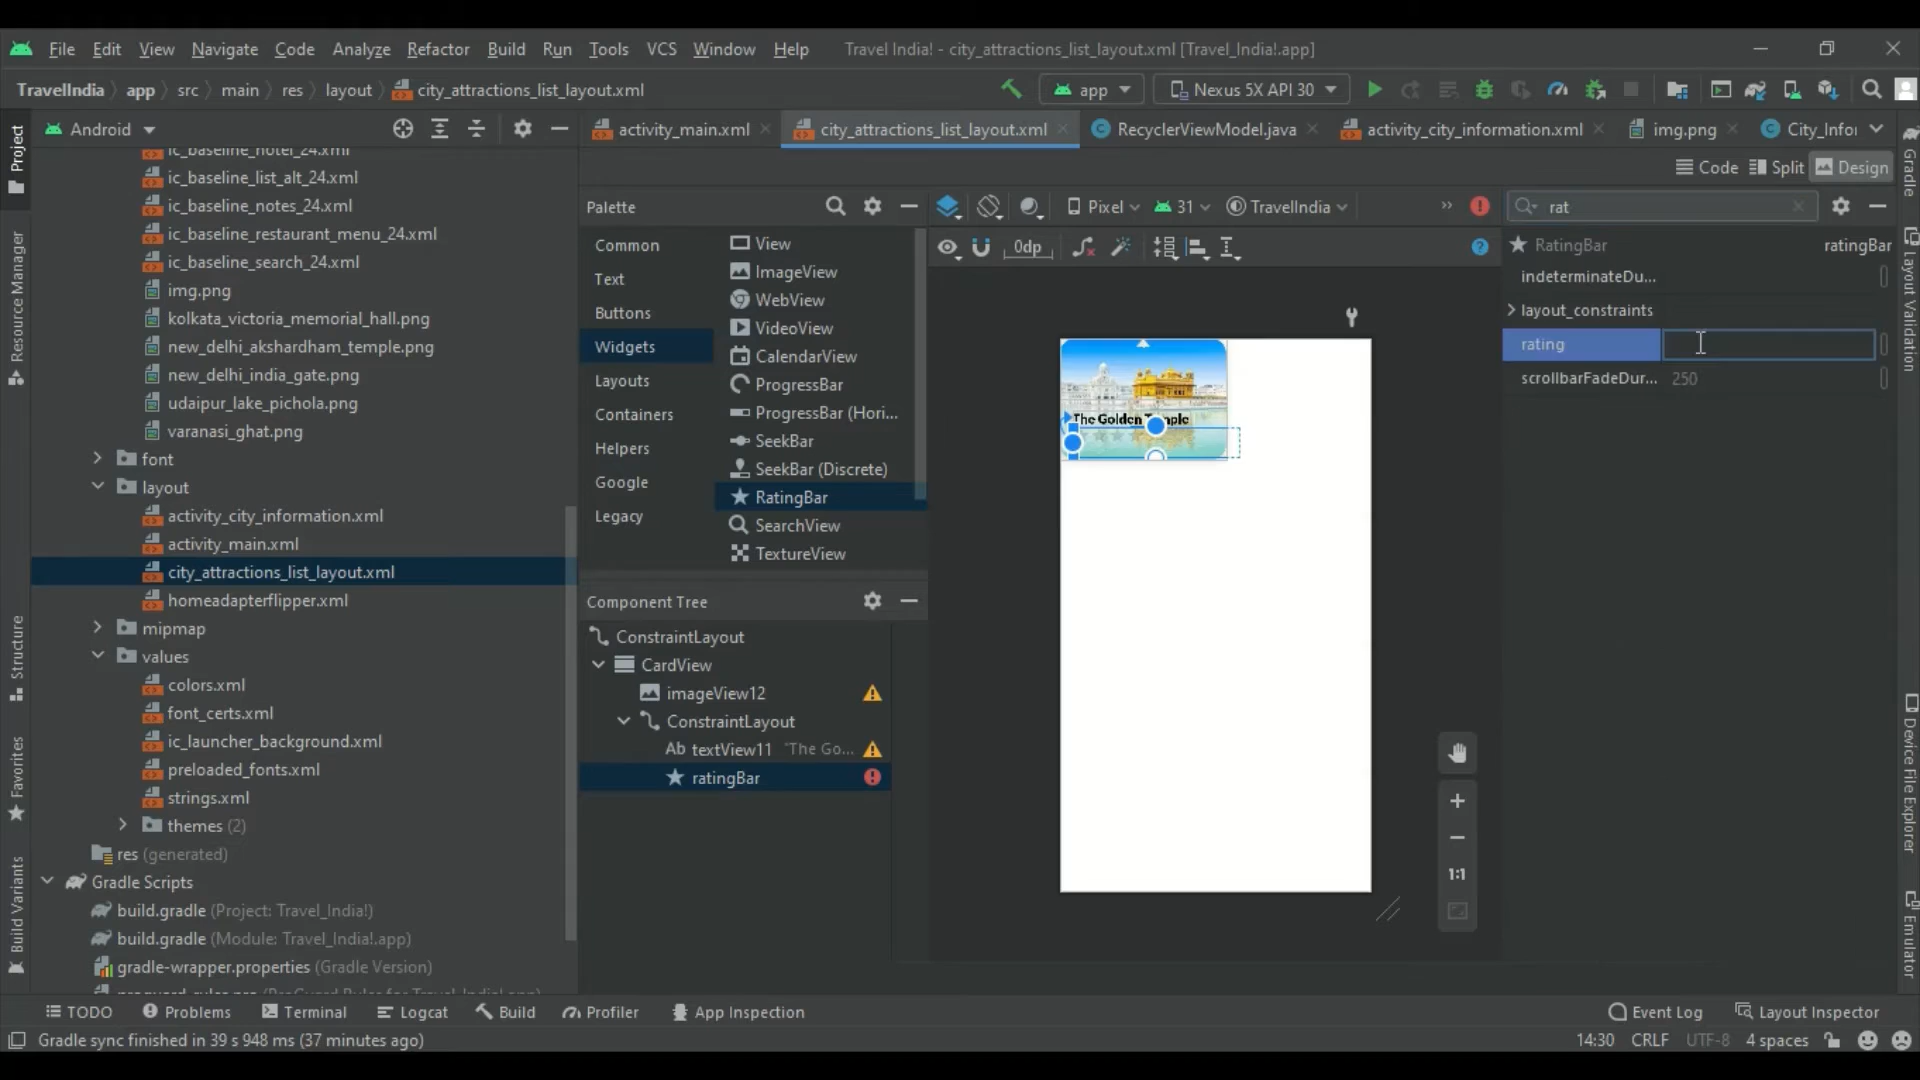 File Edit View Navigate Code Analyze Refactor Build Run Tools VCS Window Help Travel India! - city_attractions_list_layout.xml [Travel_India!.app]
TravelIndia app src main res layout city_attractions_list_layout.xml app Nexus 5X API 30
Project
Android
activity_main.xml city_attractions_list_layout.xml RecyclerViewModel.java activity_city_information.xml img.png City_Infor
Gradle
Code Split Design
ic_baseline_hotel_24.xml
ic_baseline_list_alt_24.xml
ic_baseline_notes_24.xml
ic_baseline_restaurant_menu_24.xml
ic_baseline_search_24.xml
img.png
kolkata_victoria_memorial_hall.png
new_delhi_akshardham_temple.png
new_delhi_india_gate.png
udaipur_lake_pichola.png
varanasi_ghat.png
font
layout
activity_city_information.xml
activity_main.xml
city_attractions_list_layout.xml
homeadapterflipper.xml
mipmap
values
colors.xml
font_certs.xml
ic_launcher_background.xml
preloaded_fonts.xml
strings.xml
themes (2)
res (generated)
Gradle Scripts
build.gradle (Project: Travel_India!)
build.gradle (Module: Travel_India!.app)
gradle-wrapper.properties (Gradle Version)
Resource Manager
Structure
Favorites
Build Variants
Palette
Common
Text
Buttons
Widgets
Layouts
Containers
Helpers
Google
Legacy
View
ImageView
WebView
VideoView
CalendarView
ProgressBar
ProgressBar (Hori...
SeekBar
SeekBar (Discrete)
RatingBar
SearchView
TextureView
Component Tree
ConstraintLayout
CardView
imageView12
ConstraintLayout
Ab textView11 "The Go...
ratingBar
Pixel 31 TravelIndia
0dp
The Golden Temple
1:1
rat
RatingBar ratingBar
indeterminateDu...
layout_constraints
rating
scrollbarFadeDur... 250
Layout Validation
Device File Explorer
Emulator
TODO Problems Terminal Logcat Build Profiler App Inspection Event Log Layout Inspector
Gradle sync finished in 39 s 948 ms (37 minutes ago) 14:30 CRLF UTF-8 4 spaces